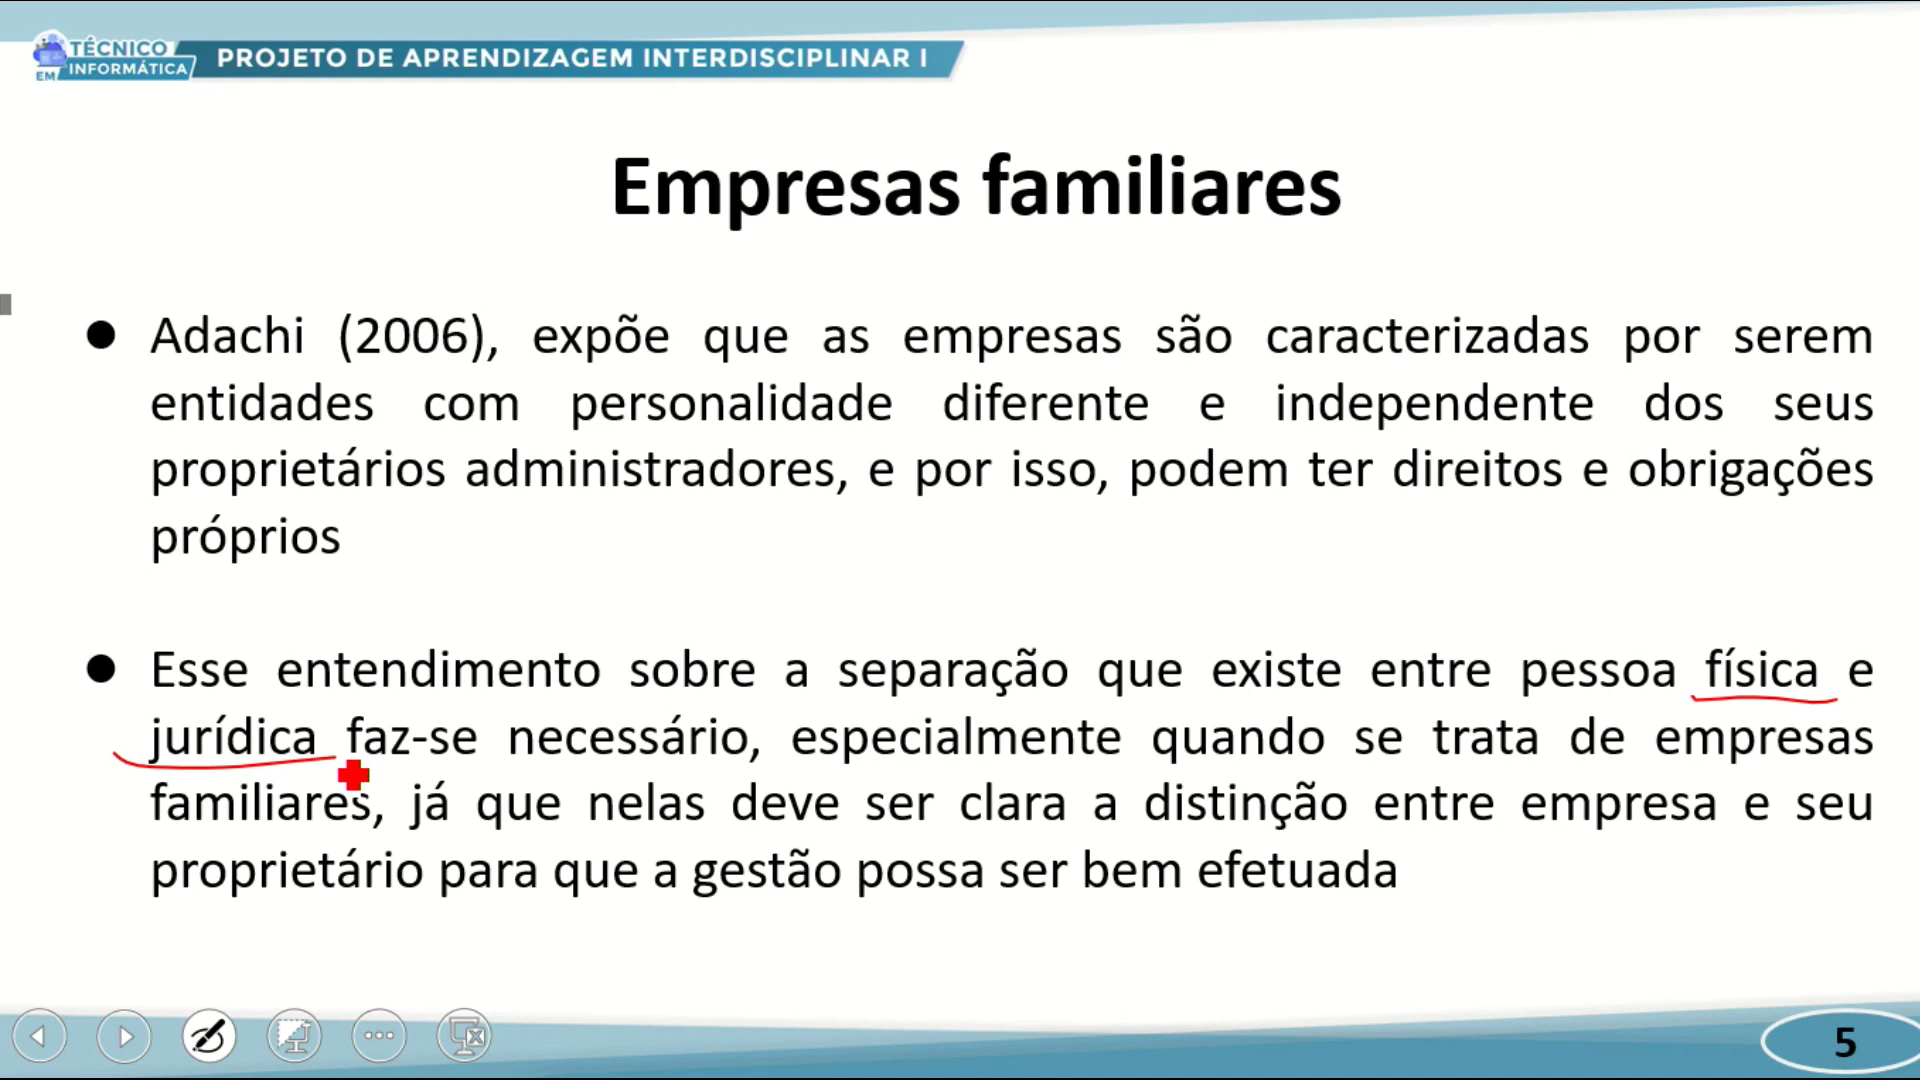 TÉCNICO
EM INFORMÁTICA
PROJETO DE APRENDIZAGEM INTERDISCIPLINAR I
Empresas familiares
● Adachi (2006), expõe que as empresas são caracterizadas por serem
entidades com personalidade diferente e independente dos seus
proprietários administradores, e por isso, podem ter direitos e obrigações
próprios
● Esse entendimento sobre a separação que existe entre pessoa física e
jurídica faz-se necessário, especialmente quando se trata de empresas
familiares, já que nelas deve ser clara a distinção entre empresa e seu
proprietário para que a gestão possa ser bem efetuada
5